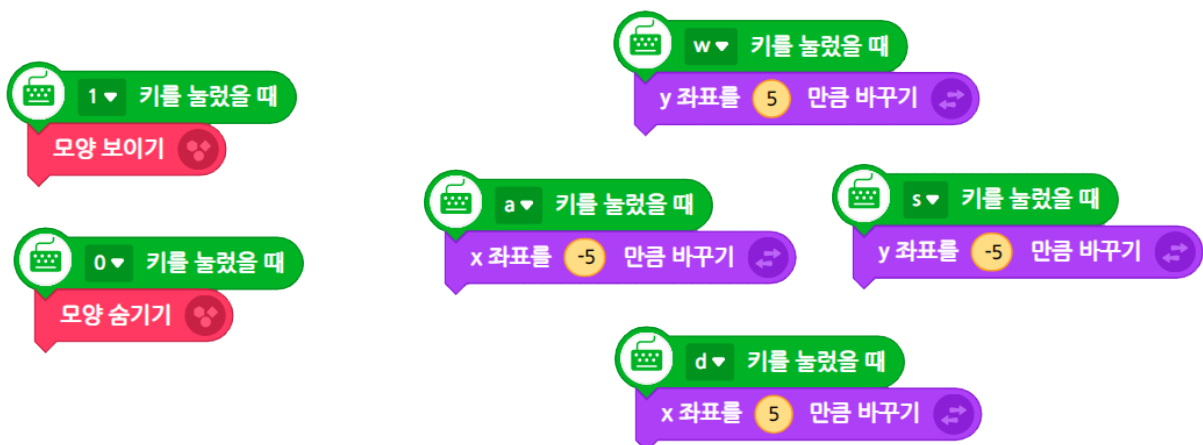 1 키를 눌렀을 때
모양 보이기
0 키를 눌렀을 때
모양 숨기기
w 키를 눌렀을 때
y 좌표를 5 만큼 바꾸기
a 키를 눌렀을 때
x 좌표를 -5 만큼 바꾸기
s 키를 눌렀을 때
y 좌표를 -5 만큼 바꾸기
d 키를 눌렀을 때
x 좌표를 5 만큼 바꾸기